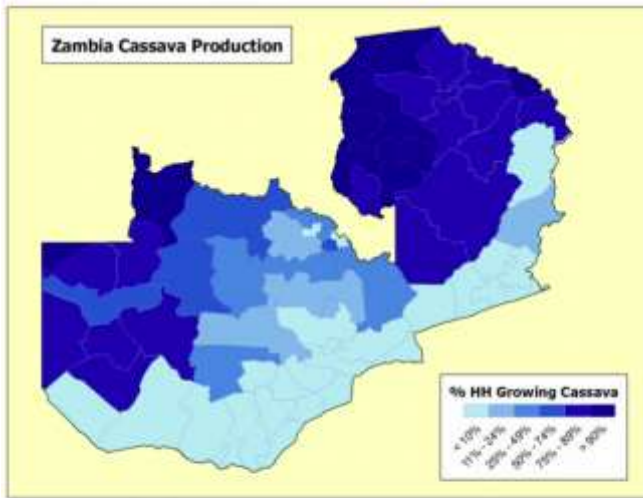 Zambia Cassava Production
% HH Growing Cassava
< 10%
11% - 24%
25% - 49%
50% - 74%
75% - 89%
> 90%